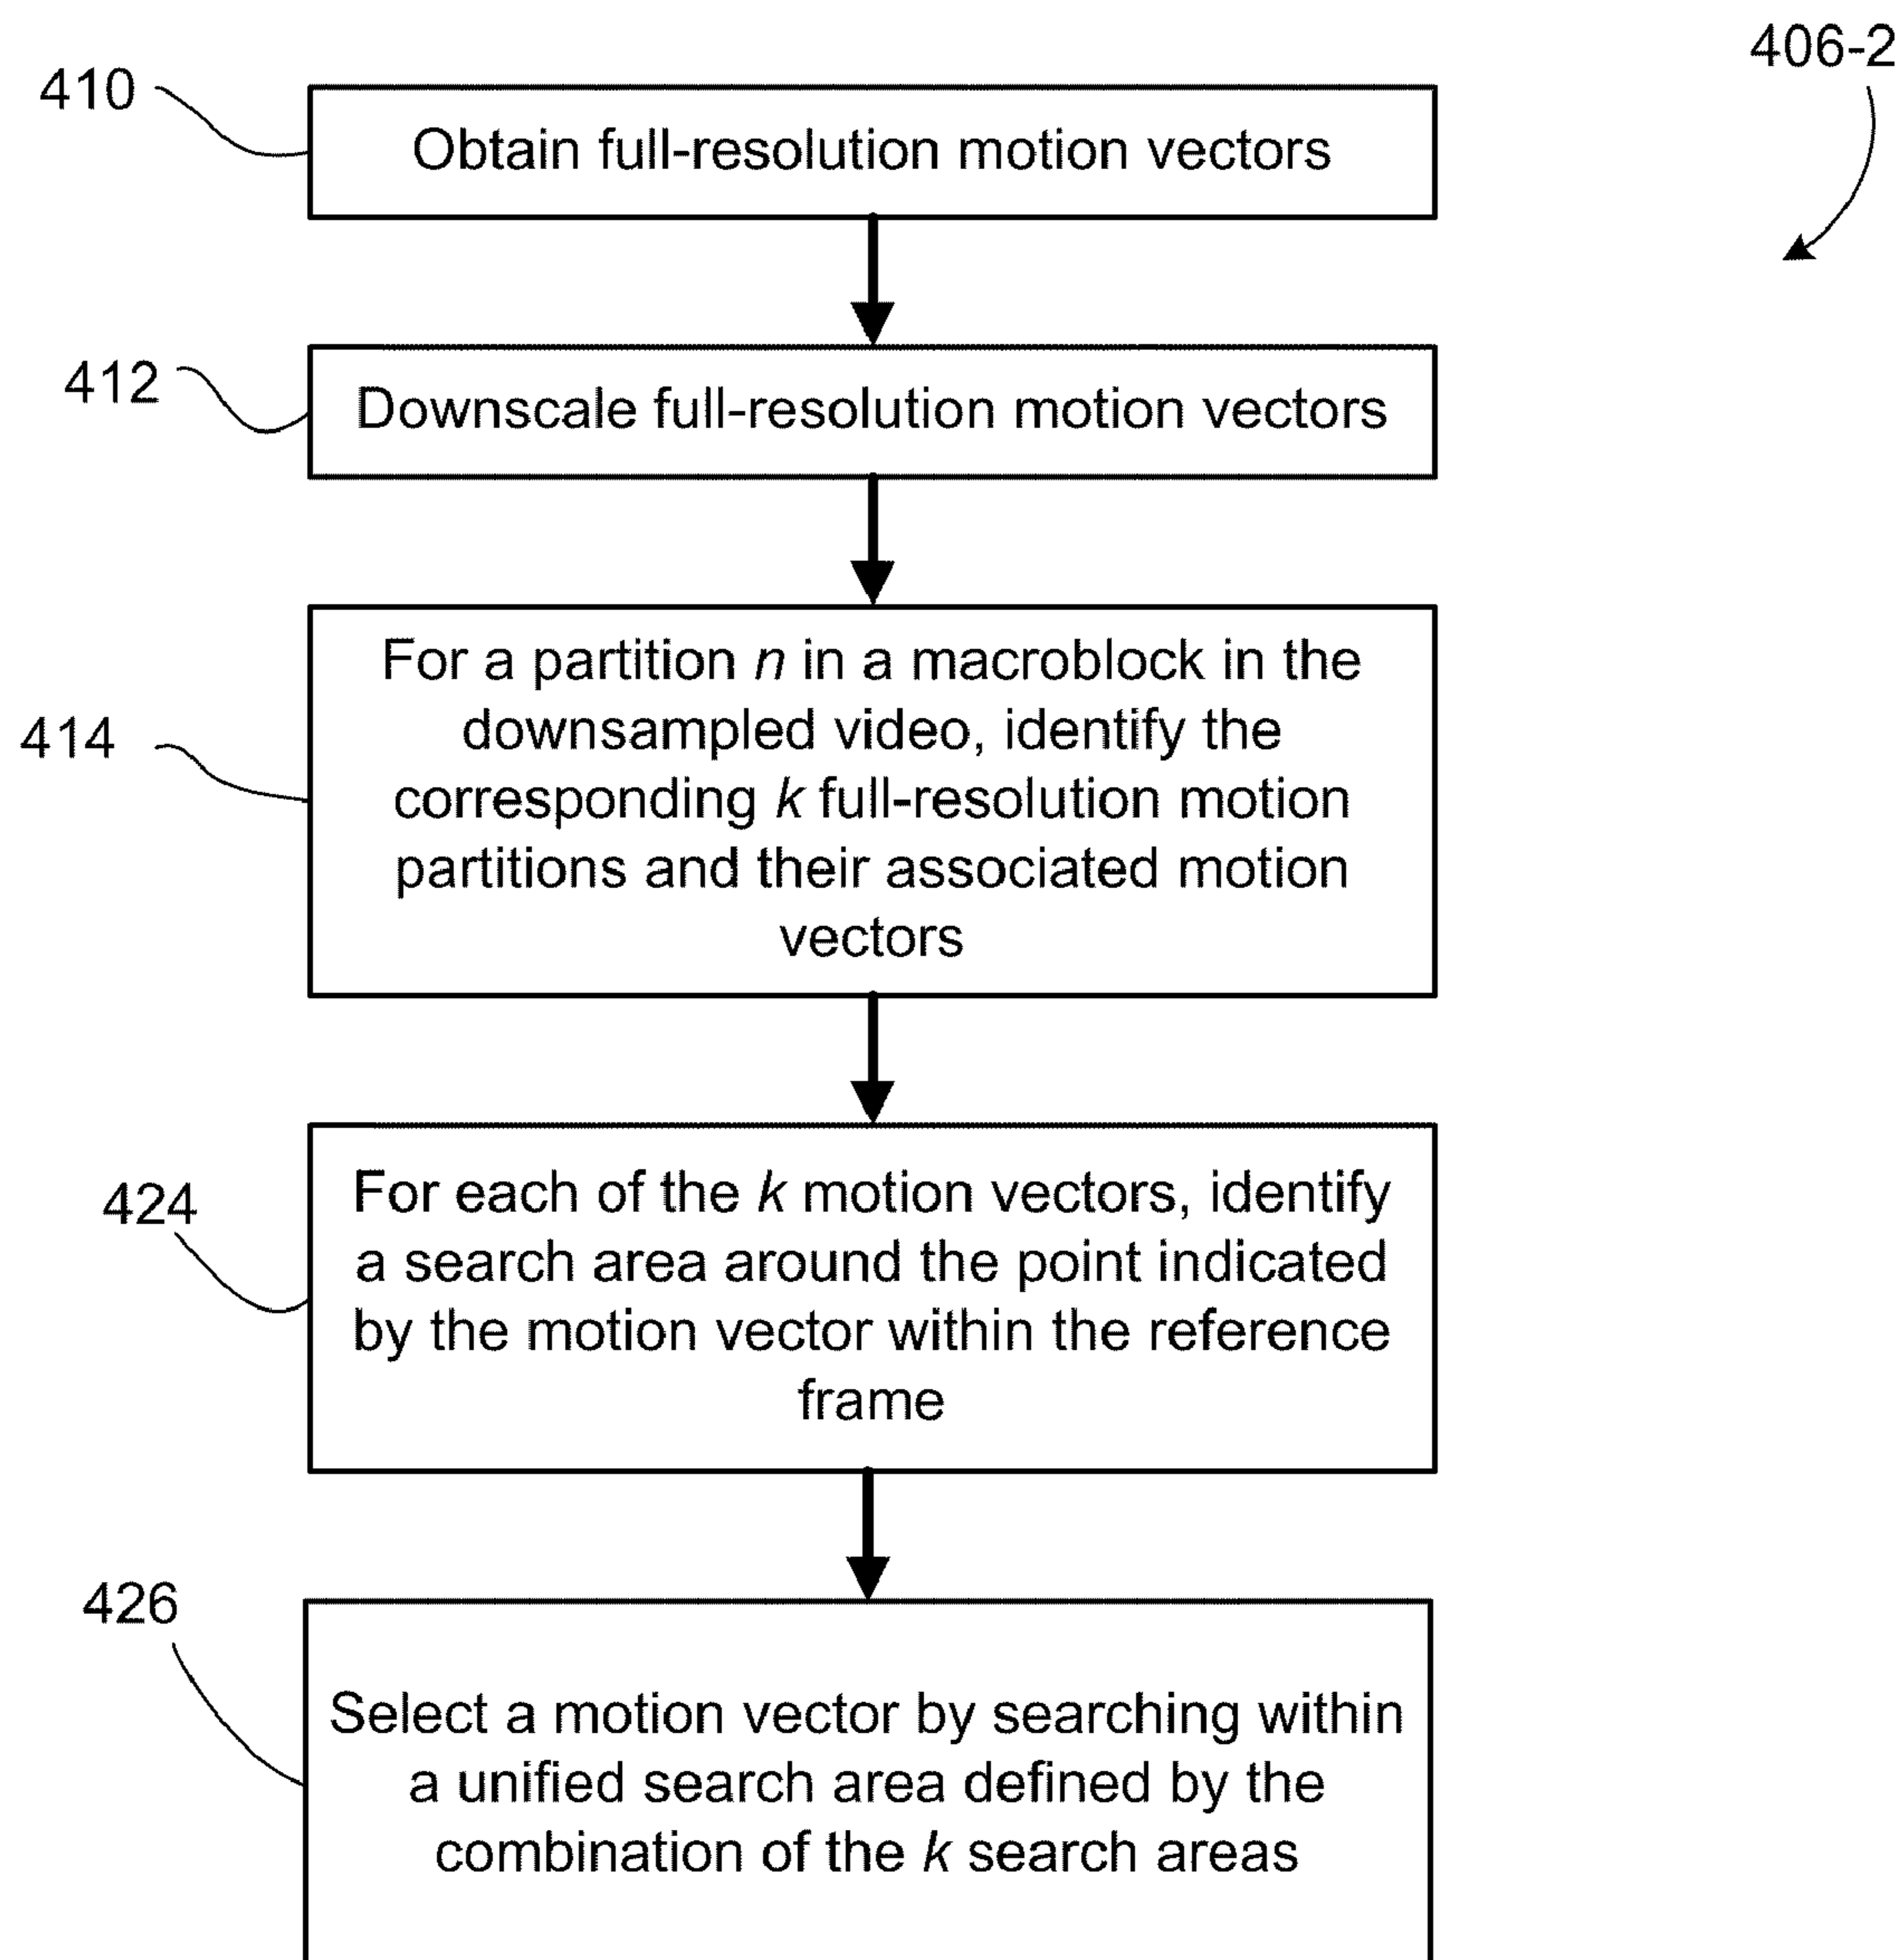 406-2
410
Obtain full-resolution motion vectors
412
Downscale full-resolution motion vectors
414
For a partition n in a macroblock in the
downsampled video, identify the
corresponding k full-resolution motion
partitions and their associated motion
vectors
424
For each of the k motion vectors, identify
a search area around the point indicated
by the motion vector within the reference
frame
426
Select a motion vector by searching within
a unified search area defined by the
combination of the k search areas